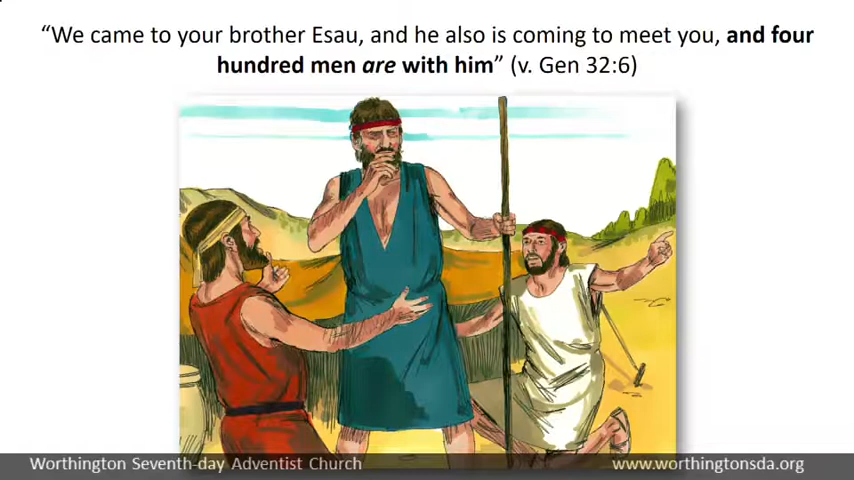 “We came to your brother Esau, and he also is coming to meet you, and four
hundred men are with him” (v. Gen 32:6)
Worthington Seventh-day Adventist Church
www.worthingtonsda.org